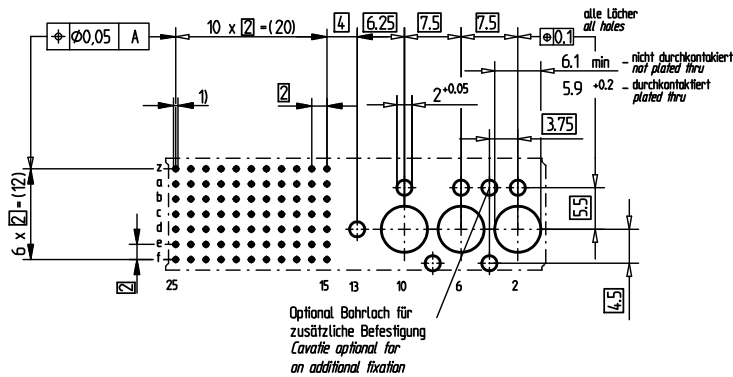 alle Löcher
all holes
10 x 2 =(20)
4
6.25
7.5
7.5
⌖ Ø0,05 A
⌖0.1
6.1 min - nicht durchkontakiert
not plated thru
5.9 +0.2 - durchkontaktiert
plated thru
1)
2
2+0.05
3.75
z
a
b
c
d
e
f
6 x 2 =(12)
2
5.5
4.5
25
15
13
10
6
2
Optional Bohrloch für
zusätzliche Befestigung
Cavatie optional for
an additional fixation